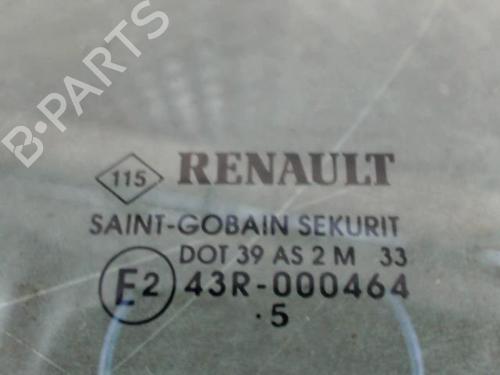 B-PARTS
115 RENAULT
SAINT-GOBAIN SEKURIT
DOT 39 AS 2 M 33
E2 43R-000464
.5